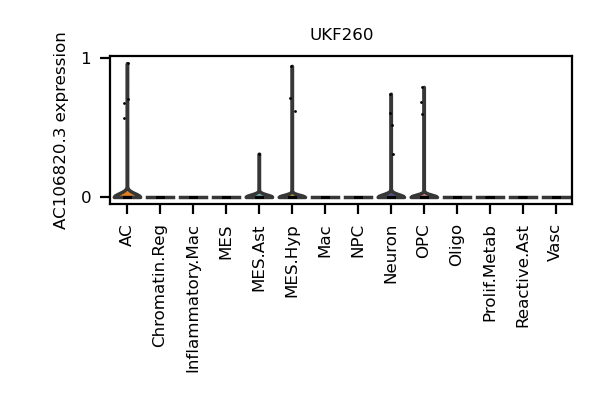 UKF260
AC106820.3 expression
1
0
AC
Chromatin.Reg
Inflammatory.Mac
MES
MES.Ast
MES.Hyp
Mac
NPC
Neuron
OPC
Oligo
Prolif.Metab
Reactive.Ast
Vasc